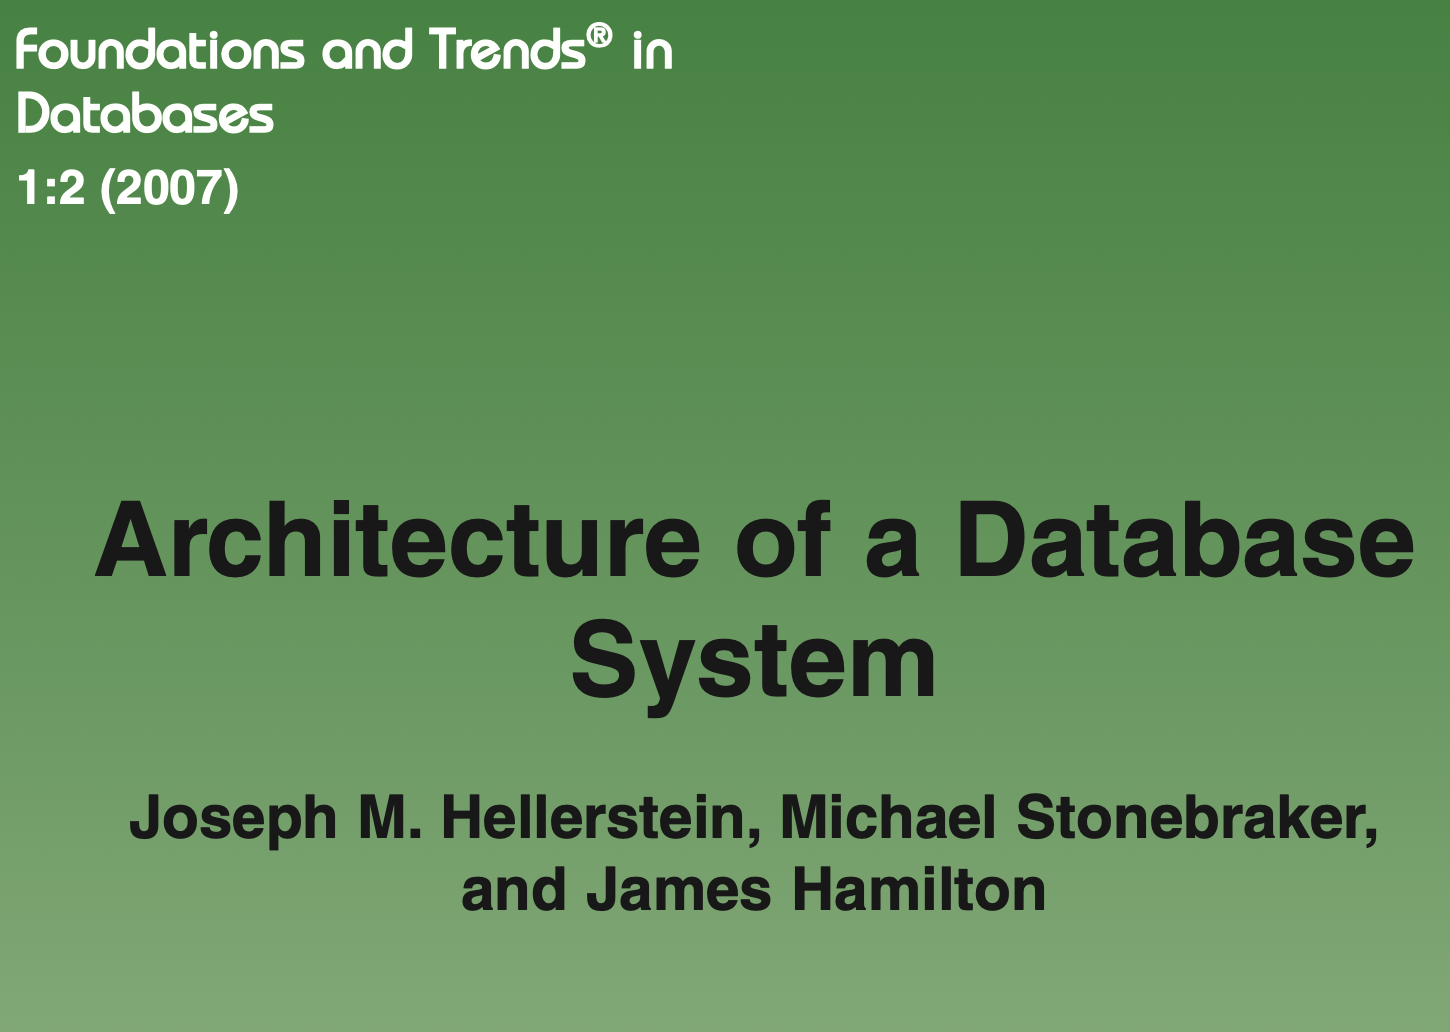 Foundations and Trends® in
Databases
1:2 (2007)
Architecture of a Database
System
Joseph M. Hellerstein, Michael Stonebraker,
and James Hamilton